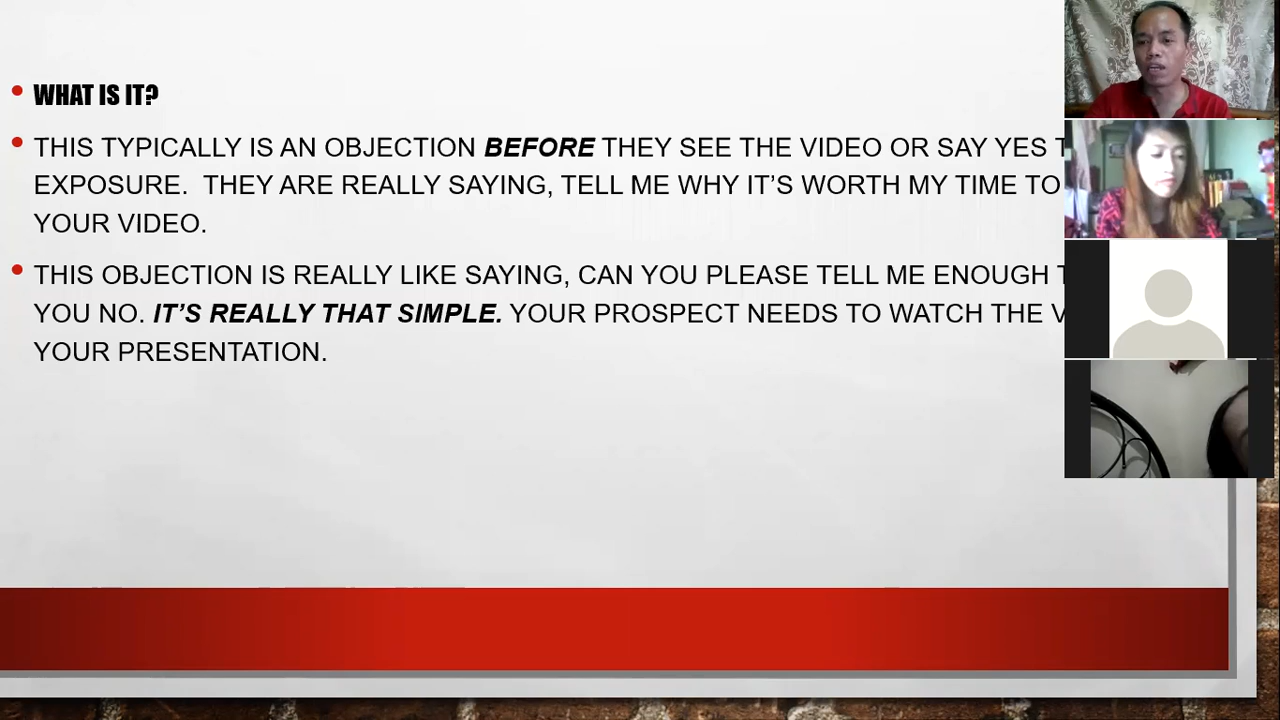 WHAT IS IT?
THIS TYPICALLY IS AN OBJECTION BEFORE THEY SEE THE VIDEO OR SAY YES
EXPOSURE. THEY ARE REALLY SAYING, TELL ME WHY IT'S WORTH MY TIME TO
YOUR VIDEO.
THIS OBJECTION IS REALLY LIKE SAYING, CAN YOU PLEASE TELL ME ENOUGH
YOU NO. IT'S REALLY THAT SIMPLE. YOUR PROSPECT NEEDS TO WATCH THE
YOUR PRESENTATION.